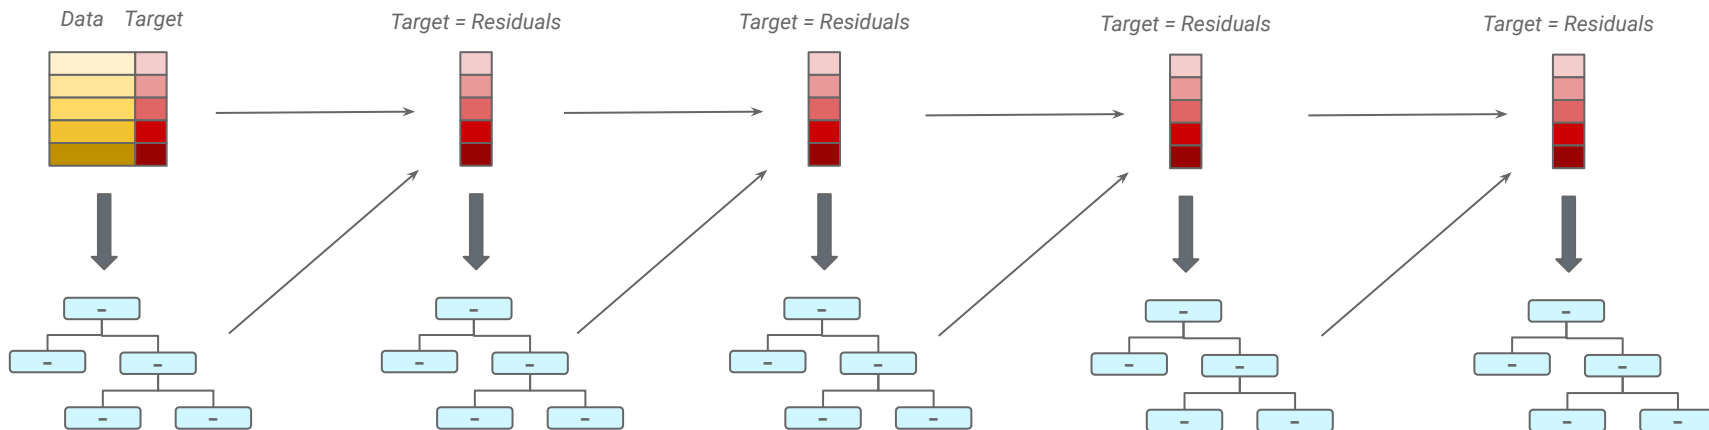 Data Target Target = Residuals Target = Residuals Target = Residuals Target = Residuals
- - - - -
- - - - - - - - - -
- - - - - - - - - -